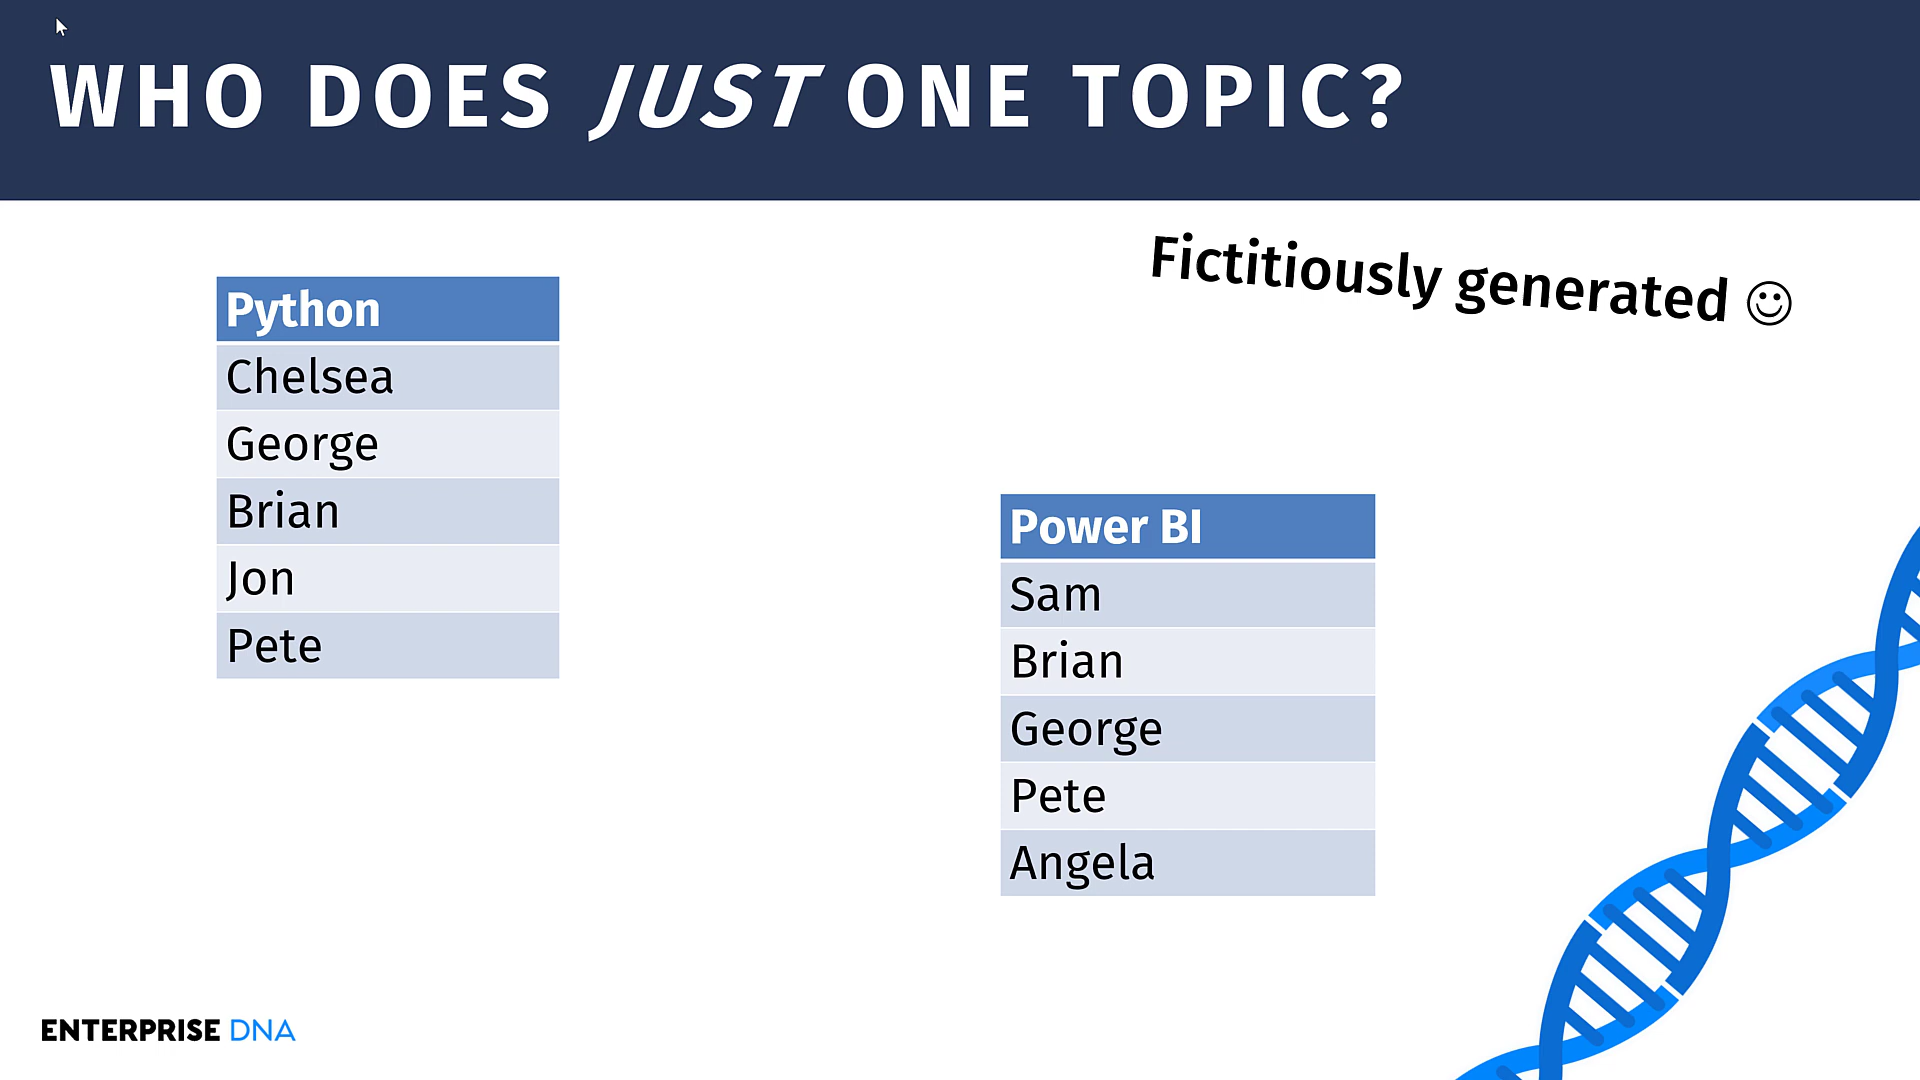 WHO DOES JUST ONE TOPIC?
Fictitiously generated ☺
Python
Chelsea
George
Brian
Jon
Pete
Power BI
Sam
Brian
George
Pete
Angela
ENTERPRISE DNA